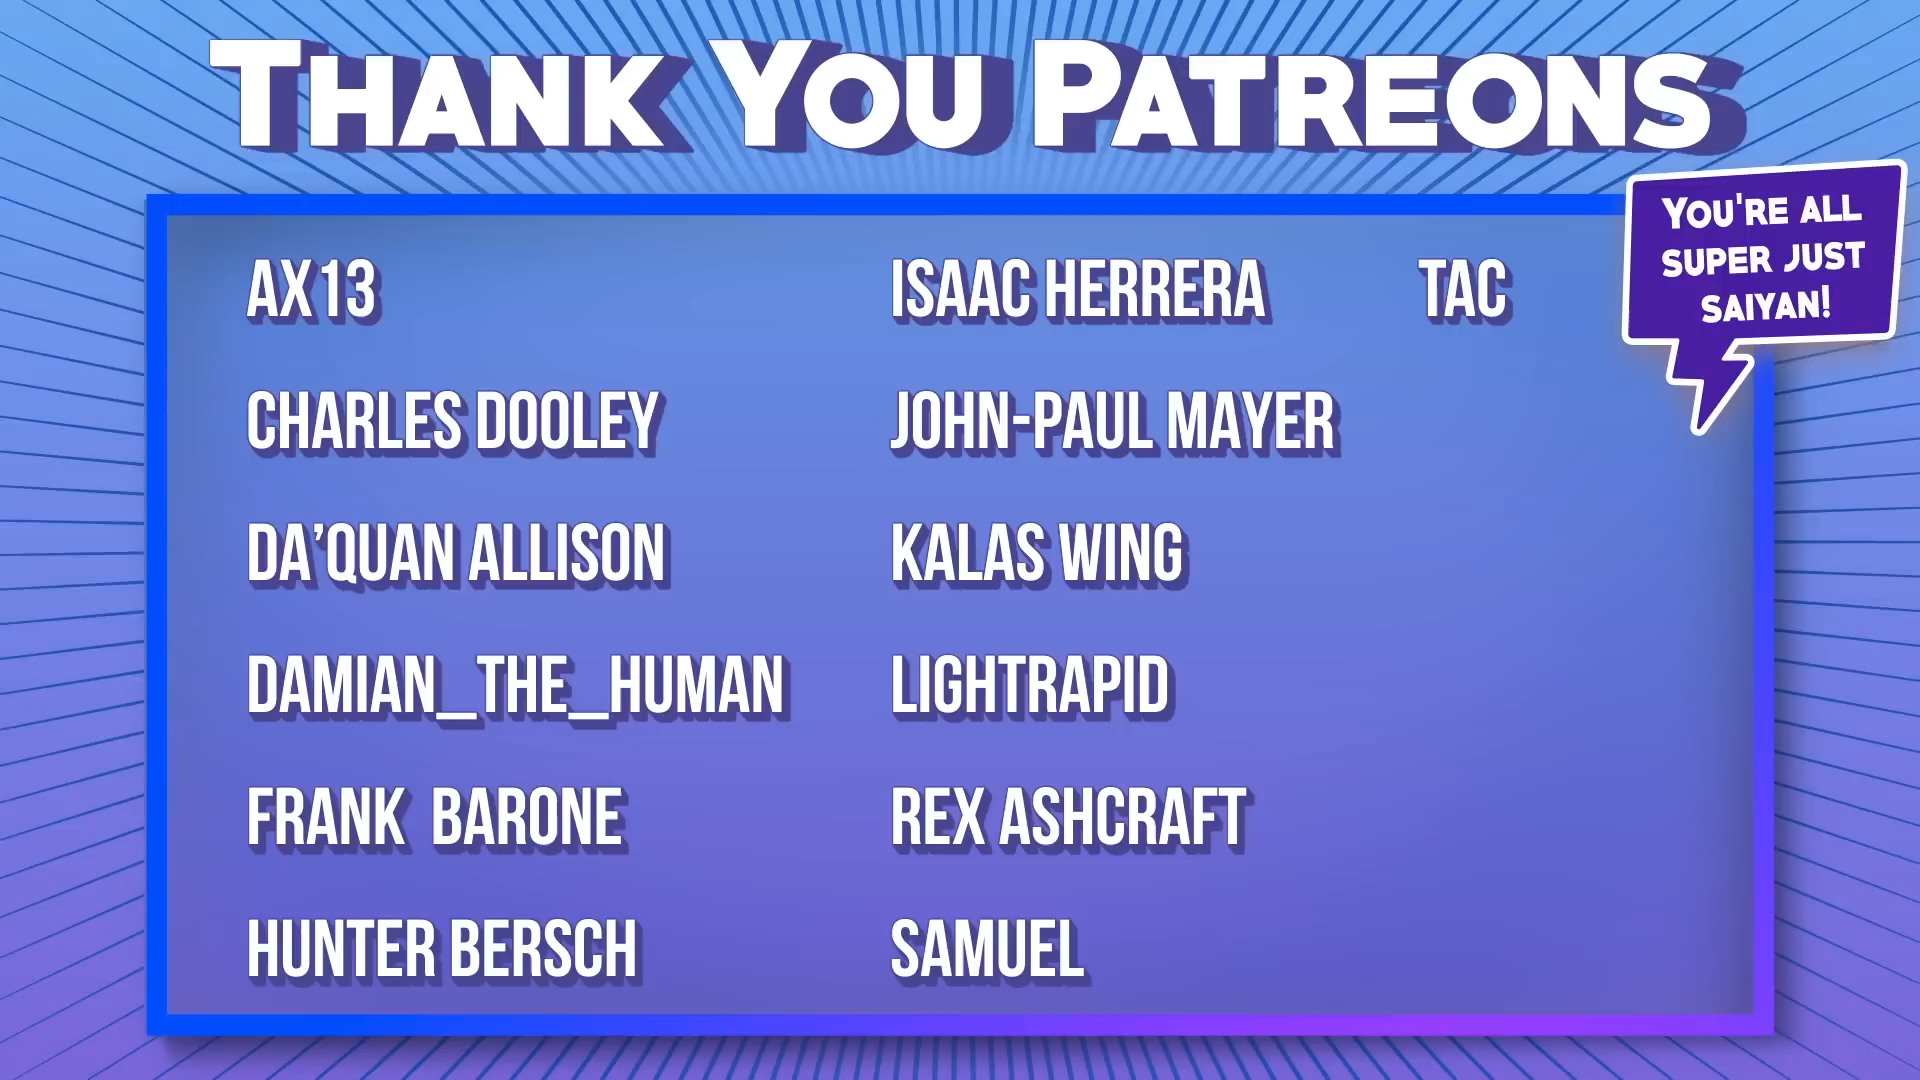 THANK YOU PATREONS
YOU'RE ALL
SUPER JUST
SAIYAN!
AX13
CHARLES DOOLEY
DA’QUAN ALLISON
DAMIAN_THE_HUMAN
FRANK  BARONE
HUNTER BERSCH
ISAAC HERRERA
JOHN-PAUL MAYER
KALAS WING
LIGHTRAPID
REX ASHCRAFT
SAMUEL
TAC